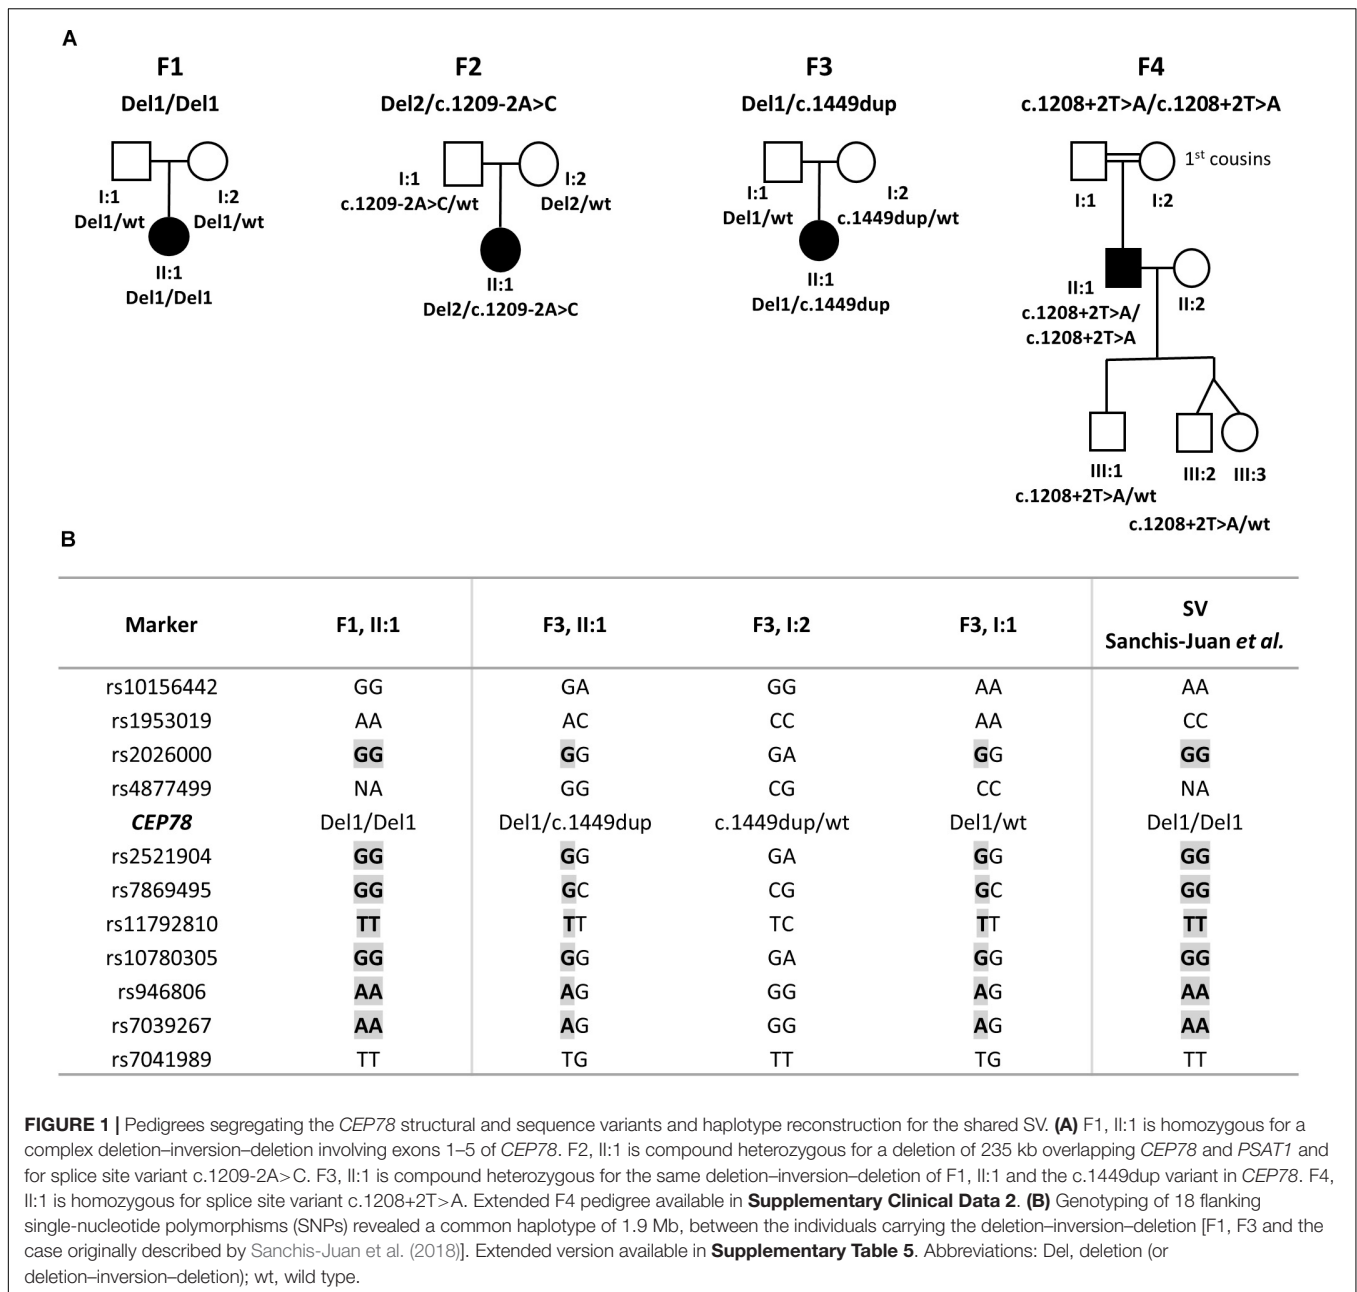 A
F1
F2
F3
F4
Del1/Del1
Del2/c.1209-2A>C
Del1/c.1449dup
c.1208+2T>A/c.1208+2T>A
I:1
Del1/wt
I:2
Del1/wt
II:1
Del1/Del1
I:1
c.1209-2A>C/wt
I:2
Del2/wt
II:1
Del2/c.1209-2A>C
I:1
Del1/wt
I:2
c.1449dup/wt
II:1
Del1/c.1449dup
1st cousins
I:1
I:2
II:1
c.1208+2T>A/
c.1208+2T>A
II:2
III:1
c.1208+2T>A/wt
III:2 III:3
c.1208+2T>A/wt
B
Marker F1, II:1 F3, II:1 F3, I:2 F3, I:1 SV Sanchis-Juan et al.
rs10156442 GG GA GG AA AA
rs1953019 AA AC CC AA CC
rs2026000 GG GG GA GG GG
rs4877499 NA GG CG CC NA
CEP78 Del1/Del1 Del1/c.1449dup c.1449dup/wt Del1/wt Del1/Del1
rs2521904 GG GG GA GG GG
rs7869495 GG GC CG GC GG
rs11792810 TT TT TC TT TT
rs10780305 GG GG GA GG GG
rs946806 AA AG GG AG AA
rs7039267 AA AG GG AG AA
rs7041989 TT TG TT TG TT
FIGURE 1 | Pedigrees segregating the CEP78 structural and sequence variants and haplotype reconstruction for the shared SV. (A) F1, II:1 is homozygous for a
complex deletion–inversion–deletion involving exons 1–5 of CEP78. F2, II:1 is compound heterozygous for a deletion of 235 kb overlapping CEP78 and PSAT1 and
for splice site variant c.1209-2A>C. F3, II:1 is compound heterozygous for the same deletion–inversion–deletion of F1, II:1 and the c.1449dup variant in CEP78. F4,
II:1 is homozygous for splice site variant c.1208+2T>A. Extended F4 pedigree available in Supplementary Clinical Data 2. (B) Genotyping of 18 flanking
single-nucleotide polymorphisms (SNPs) revealed a common haplotype of 1.9 Mb, between the individuals carrying the deletion–inversion–deletion [F1, F3 and the
case originally described by Sanchis-Juan et al. (2018)]. Extended version available in Supplementary Table 5. Abbreviations: Del, deletion (or
deletion–inversion–deletion); wt, wild type.